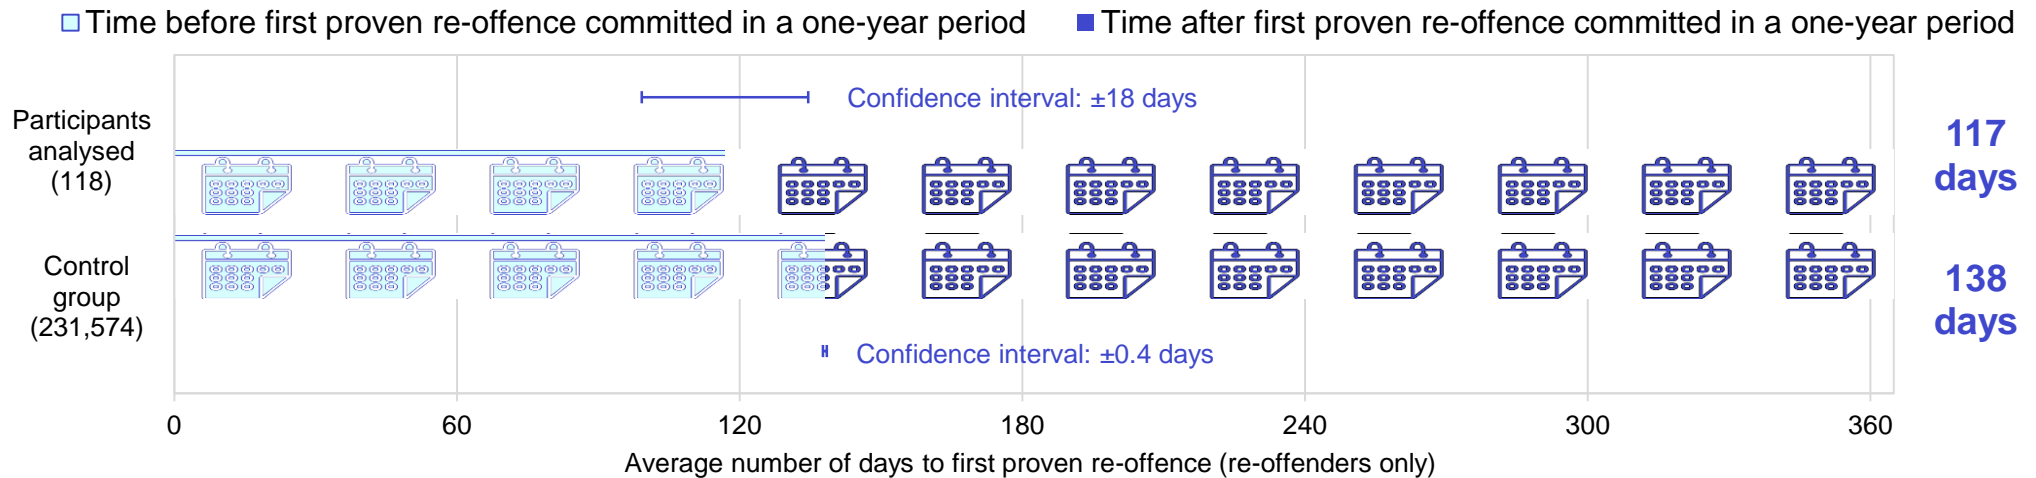 Time before first proven re-offence committed in a one-year period
Time after first proven re-offence committed in a one-year period
Participants
analysed
(118)
Confidence interval: ±18 days
117
days
Control
group
(231,574)
138
days
Confidence interval: ±0.4 days
0
60
120
180
240
300
360
Average number of days to first proven re-offence (re-offenders only)